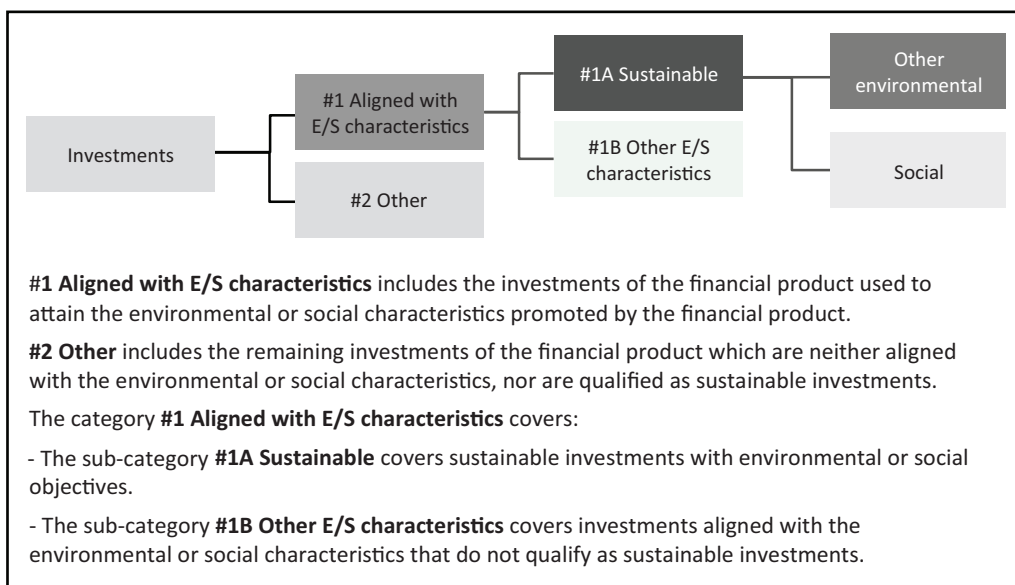 Investments
#1 Aligned with
E/S characteristics
#2 Other
#1A Sustainable
#1B Other E/S
characteristics
Other
environmental
Social
#1 Aligned with E/S characteristics includes the investments of the financial product used to
attain the environmental or social characteristics promoted by the financial product.
#2 Other includes the remaining investments of the financial product which are neither aligned
with the environmental or social characteristics, nor are qualified as sustainable investments.
The category #1 Aligned with E/S characteristics covers:
- The sub-category #1A Sustainable covers sustainable investments with environmental or social
objectives.
- The sub-category #1B Other E/S characteristics covers investments aligned with the
environmental or social characteristics that do not qualify as sustainable investments.